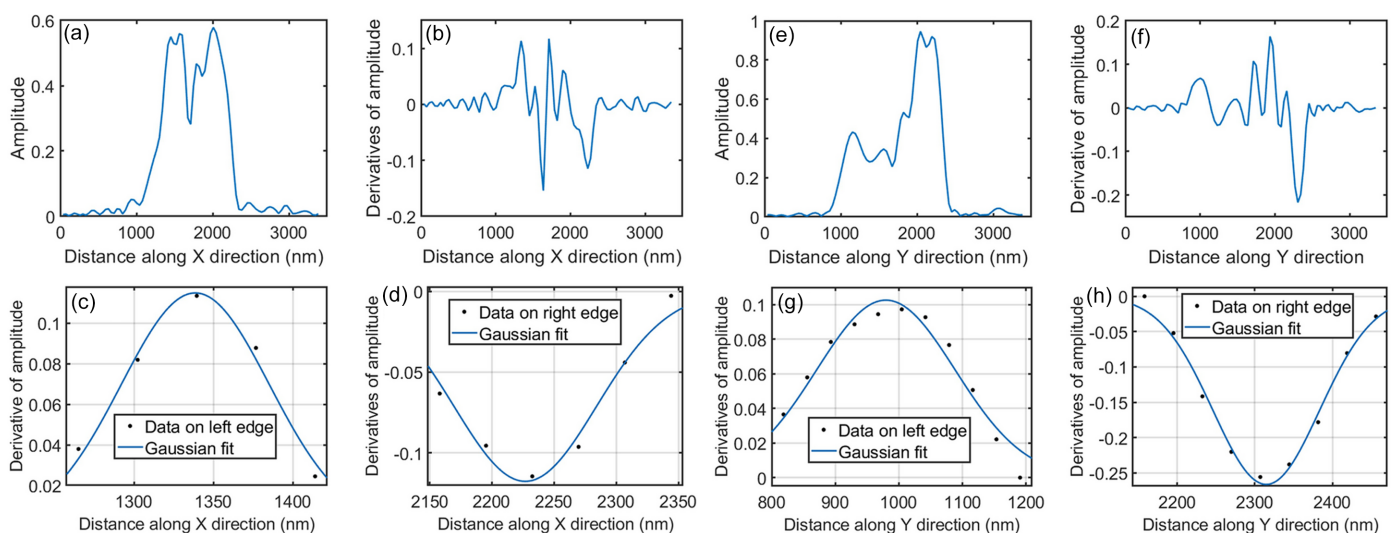 (a)
0.6
0.4
0.2
0
0 1000 2000 3000
Amplitude
Distance along X direction (nm)
(b)
0.1
0
-0.1
-0.2
0 1000 2000 3000
Derivatives of amplitude
Distance along X direction (nm)
(e)
1
0.8
0.6
0.4
0.2
0
0 1000 2000 3000
Amplitude
Distance along Y direction (nm)
(f)
0.2
0.1
0
-0.1
-0.2
0 1000 2000 3000
Derivative of amplitude
Distance along Y direction
(c)
0.1
0.08
0.06
0.04
0.02
1300 1350 1400
Derivative of amplitude
Data on left edge
Gaussian fit
Distance along X direction (nm)
(d)
0
-0.05
-0.1
2150 2200 2250 2300 2350
Derivatives of amplitude
Data on right edge
Gaussian fit
Distance along X direction (nm)
(g)
0.1
0.08
0.06
0.04
0.02
0
800 900 1000 1100 1200
Derivatives of amplitude
Data on left edge
Gaussian fit
Distance along Y direction (nm)
(h)
0
-0.05
-0.1
-0.15
-0.2
-0.25
2200 2300 2400
Derivatives of amplitude
Data on right edge
Gaussian fit
Distance along Y direction (nm)